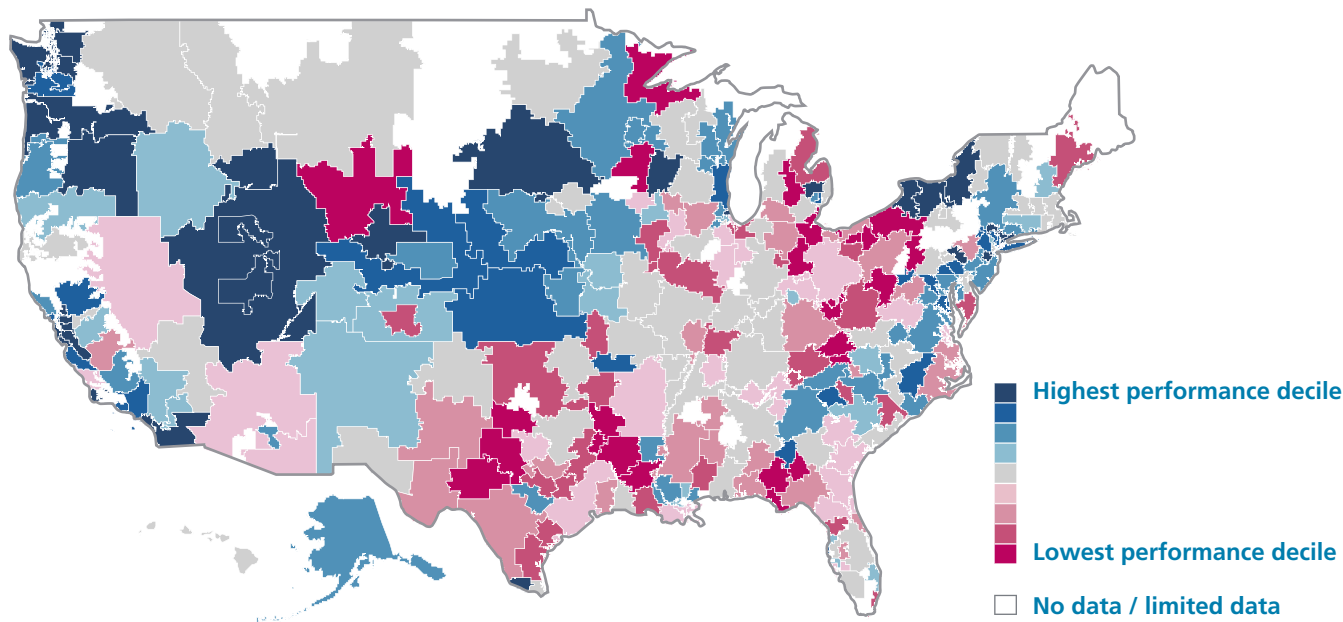 Highest performance decile
Lowest performance decile
No data / limited data